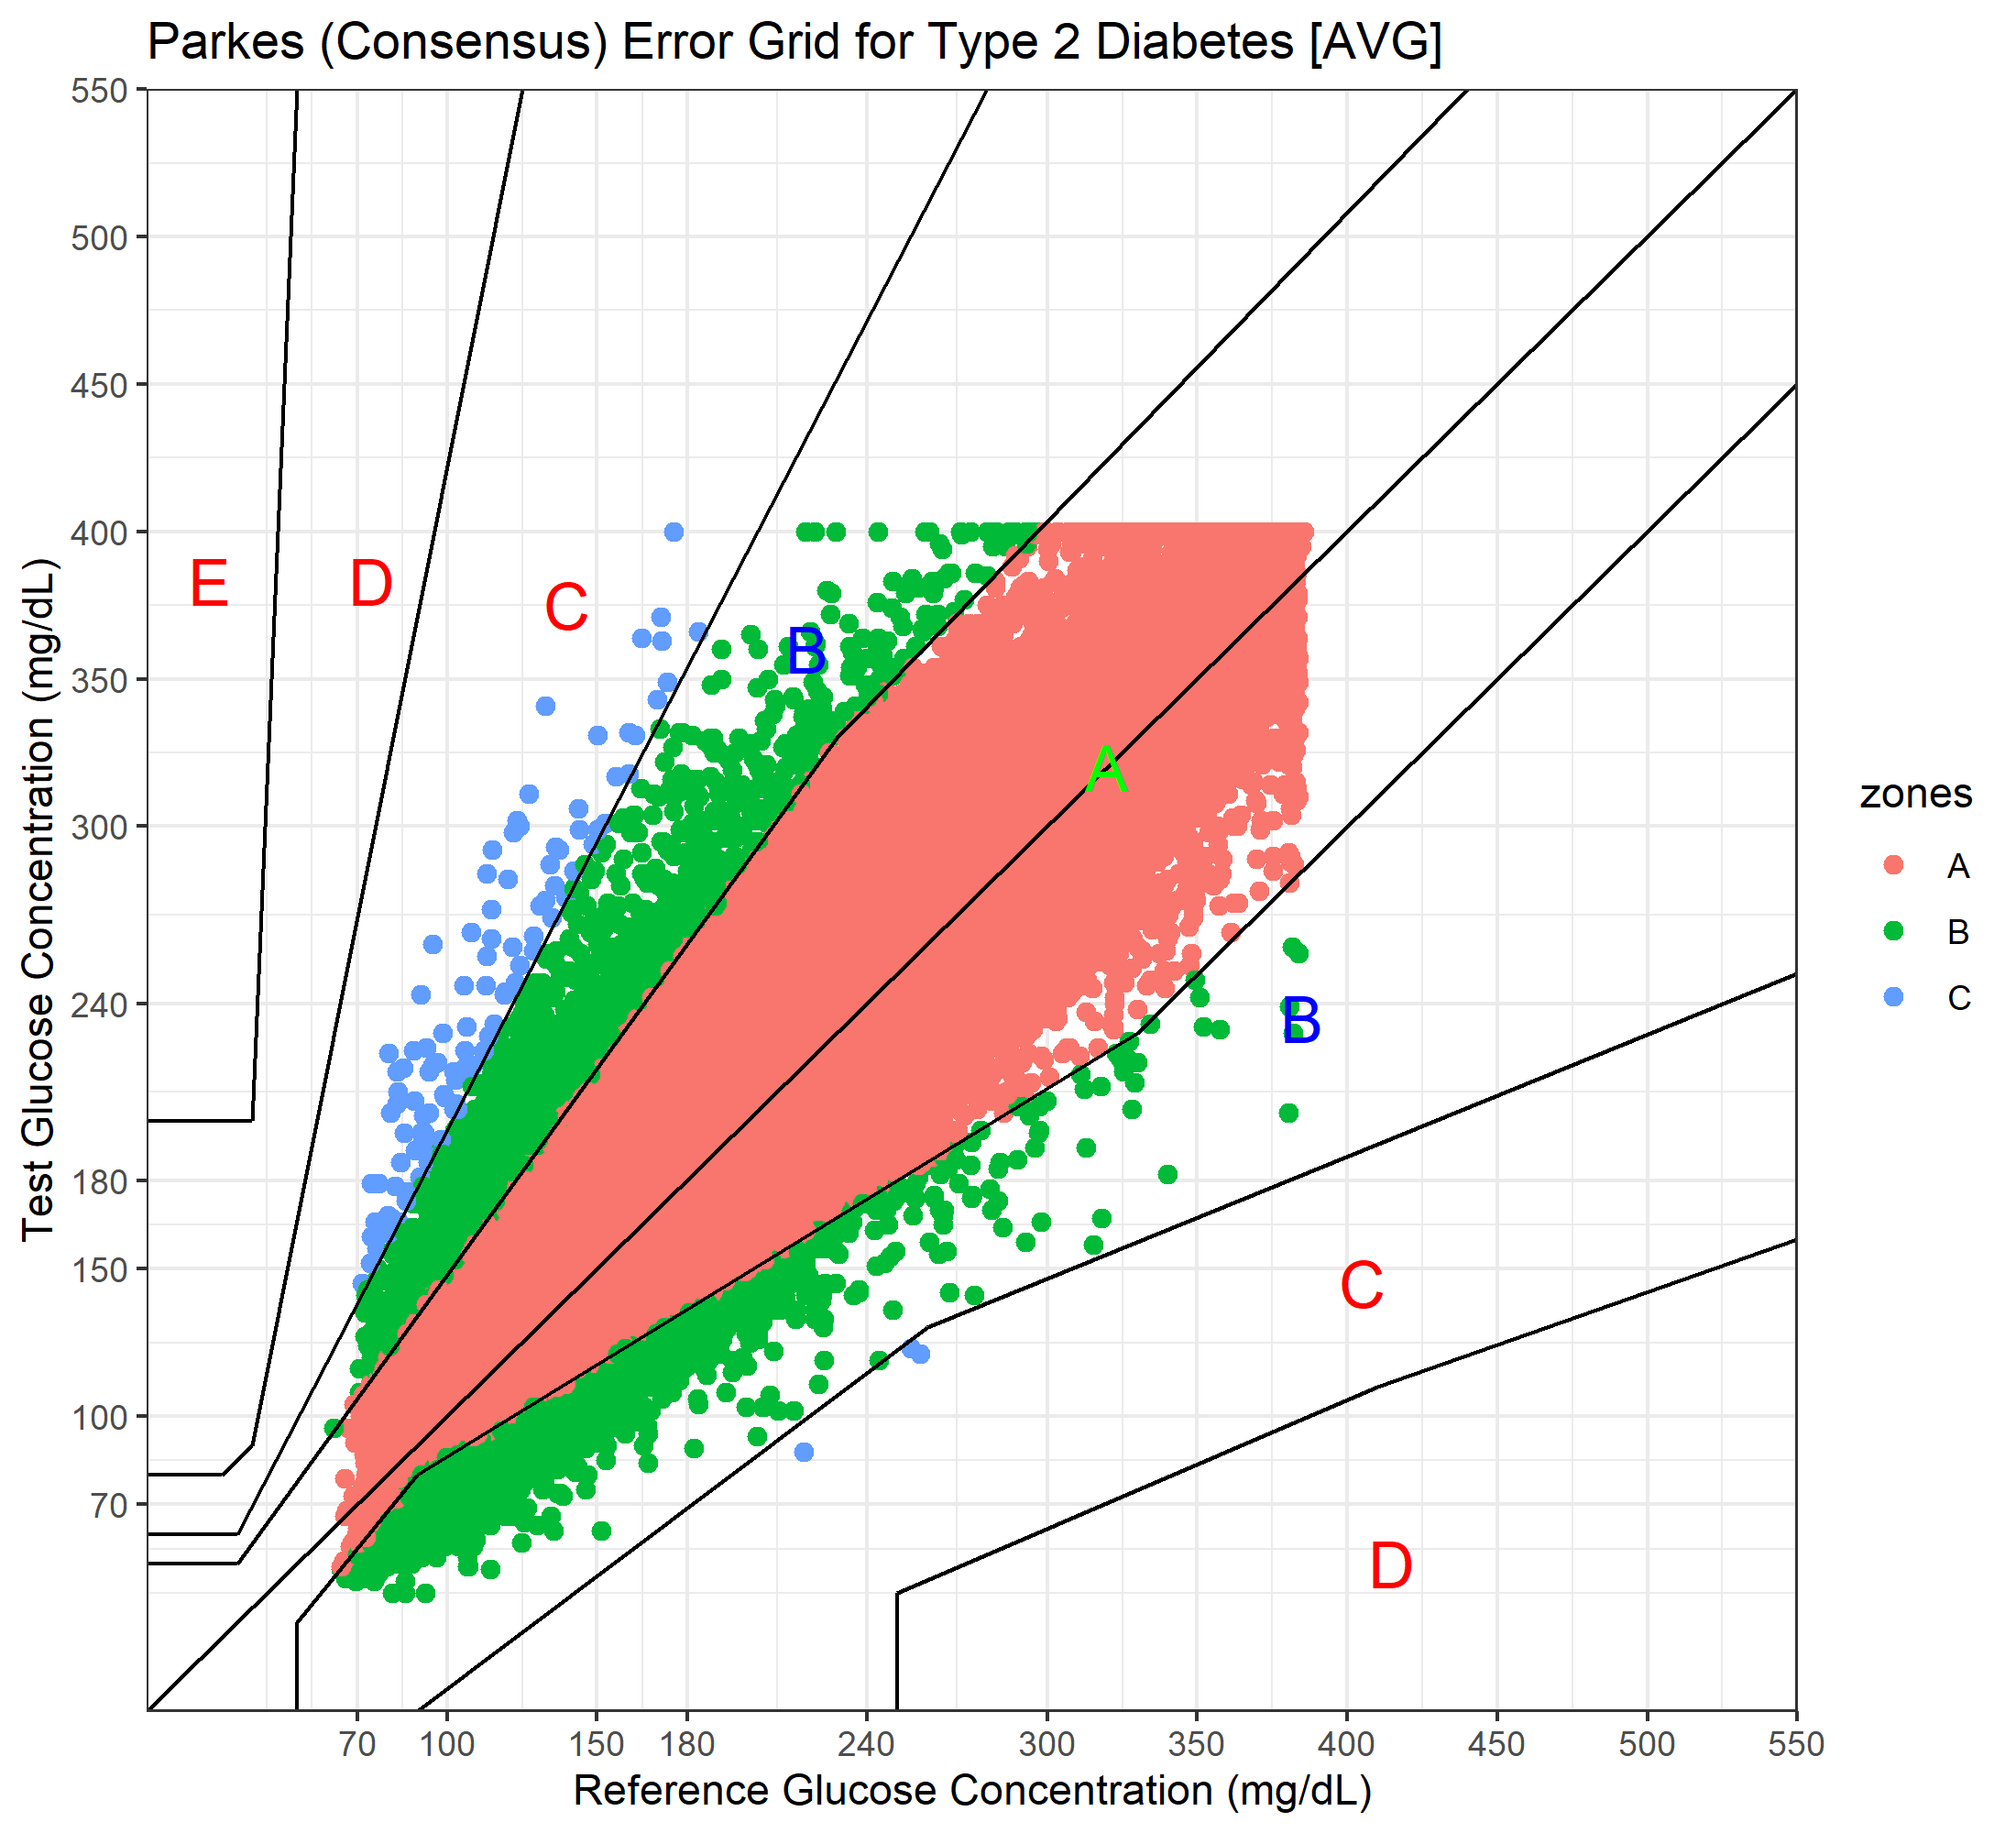 Parkes (Consensus) Error Grid for Type 2 Diabetes [AVG]
Test Glucose Concentration (mg/dL)
550
500
450
400
350
300
240
180
150
100
70
E
D
C
B
A
B
C
D
70 100 150 180 240 300 350 400 450 500 550
Reference Glucose Concentration (mg/dL)
zones
A
B
C